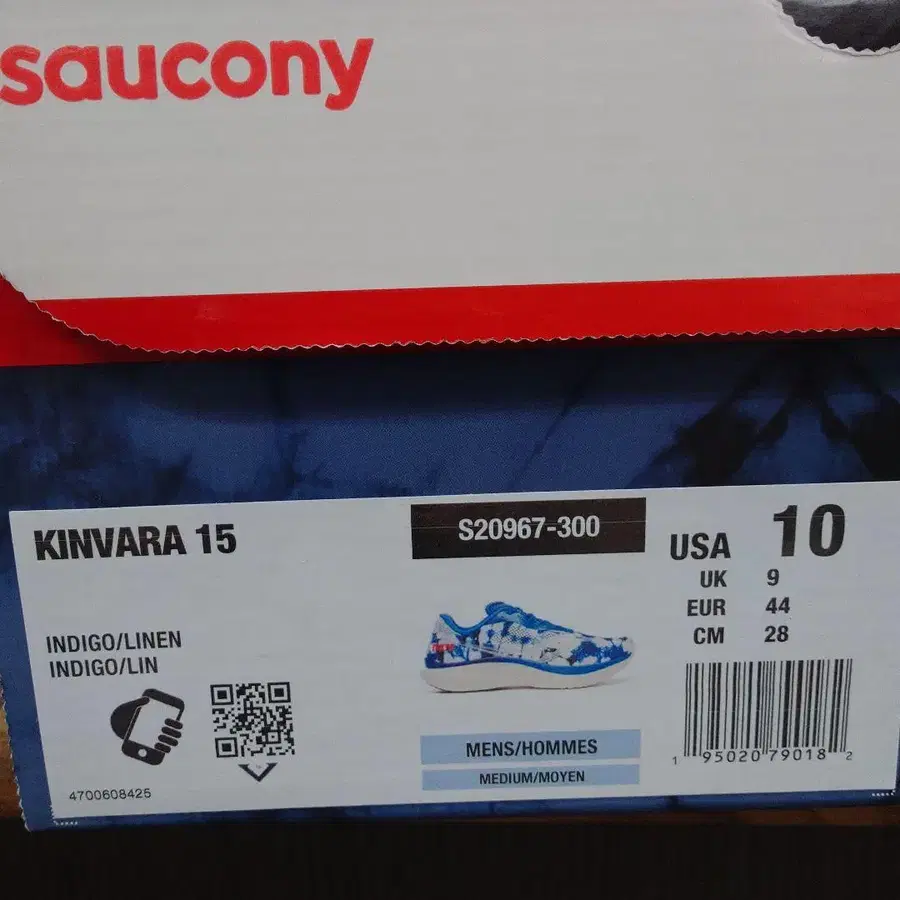 saucony
KINVARA 15
S20967-300
USA 10
UK 9
EUR 44
CM 28
INDIGO/LINEN
INDIGO/LIN
MENS/HOMMES
MEDIUM/MOYEN
1 95020 79018 2
4700608425